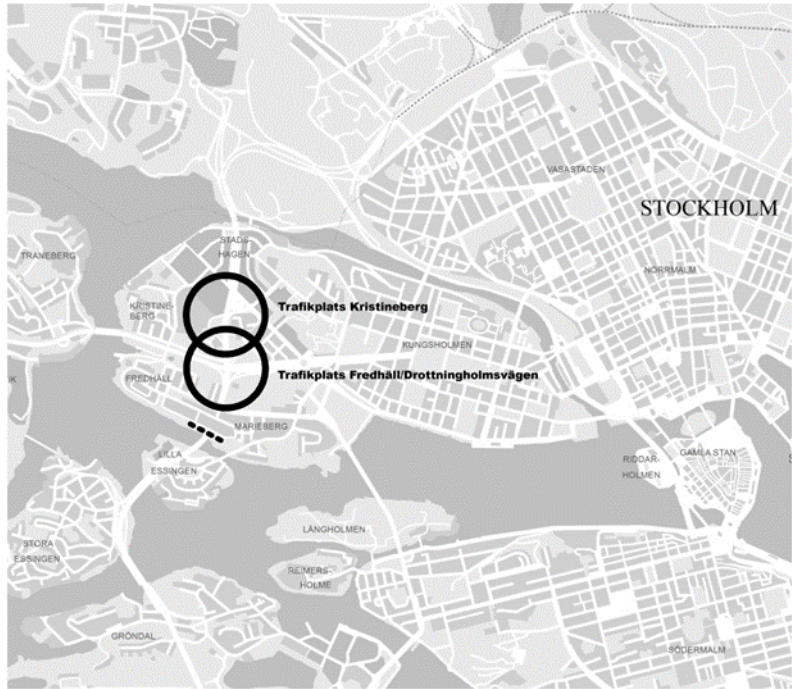 VASASTADEN
STOCKHOLM
STADS-
HAGEN
TRANEBERG
NORRMALM
KRISTINE-
BERG
Trafikplats Kristineberg
KUNGSHOLMEN
FREDHÄLL
Trafikplats Fredhäll/Drottningholmsvägen
IK
MARIEBERG
LILLA
ESSINGEN
RIDDAR-
HOLMEN
GAMLA STAN
S
LÅNGHOLMEN
STORA
ESSINGEN
REIMERS-
HOLME
GRÖNDAL
SÖDERMALM